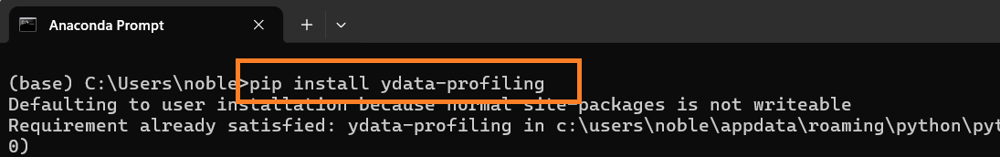 Anaconda Prompt
(base) C:\Users\noble>pip install ydata-profiling
Defaulting to user installation because normal site-packages is not writeable
Requirement already satisfied: ydata-profiling in c:\users\noble\appdata\roaming\python\pyt
0)